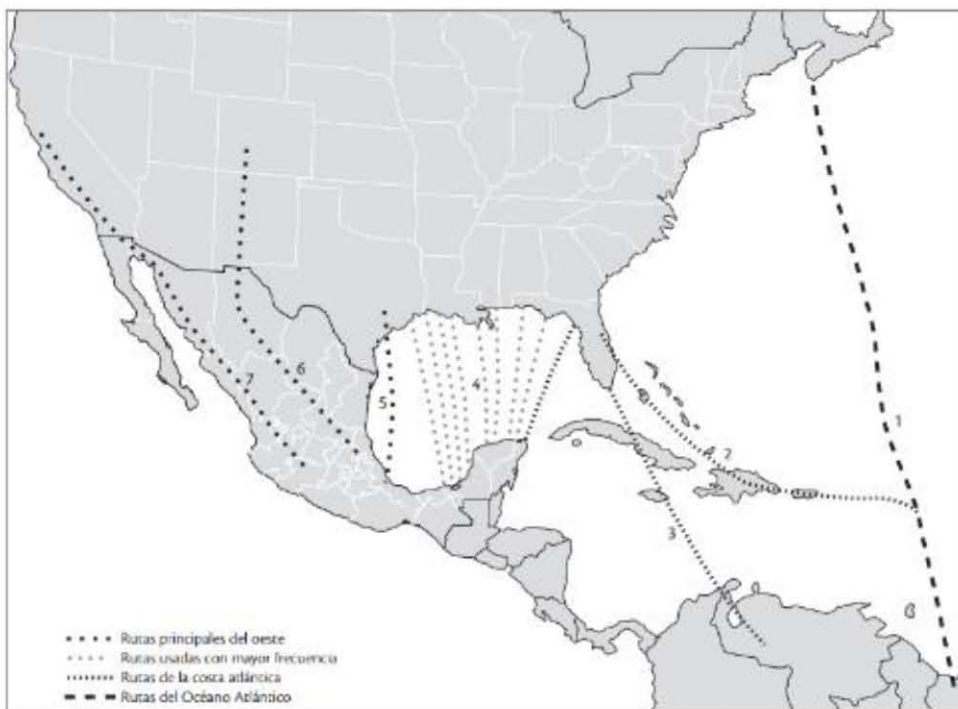 1
6
7
5
4
2
3
Rutas principales del oeste
Rutas usadas con mayor frecuencia
Rutas de la costa atlántica
Rutas del Océano Atlántico